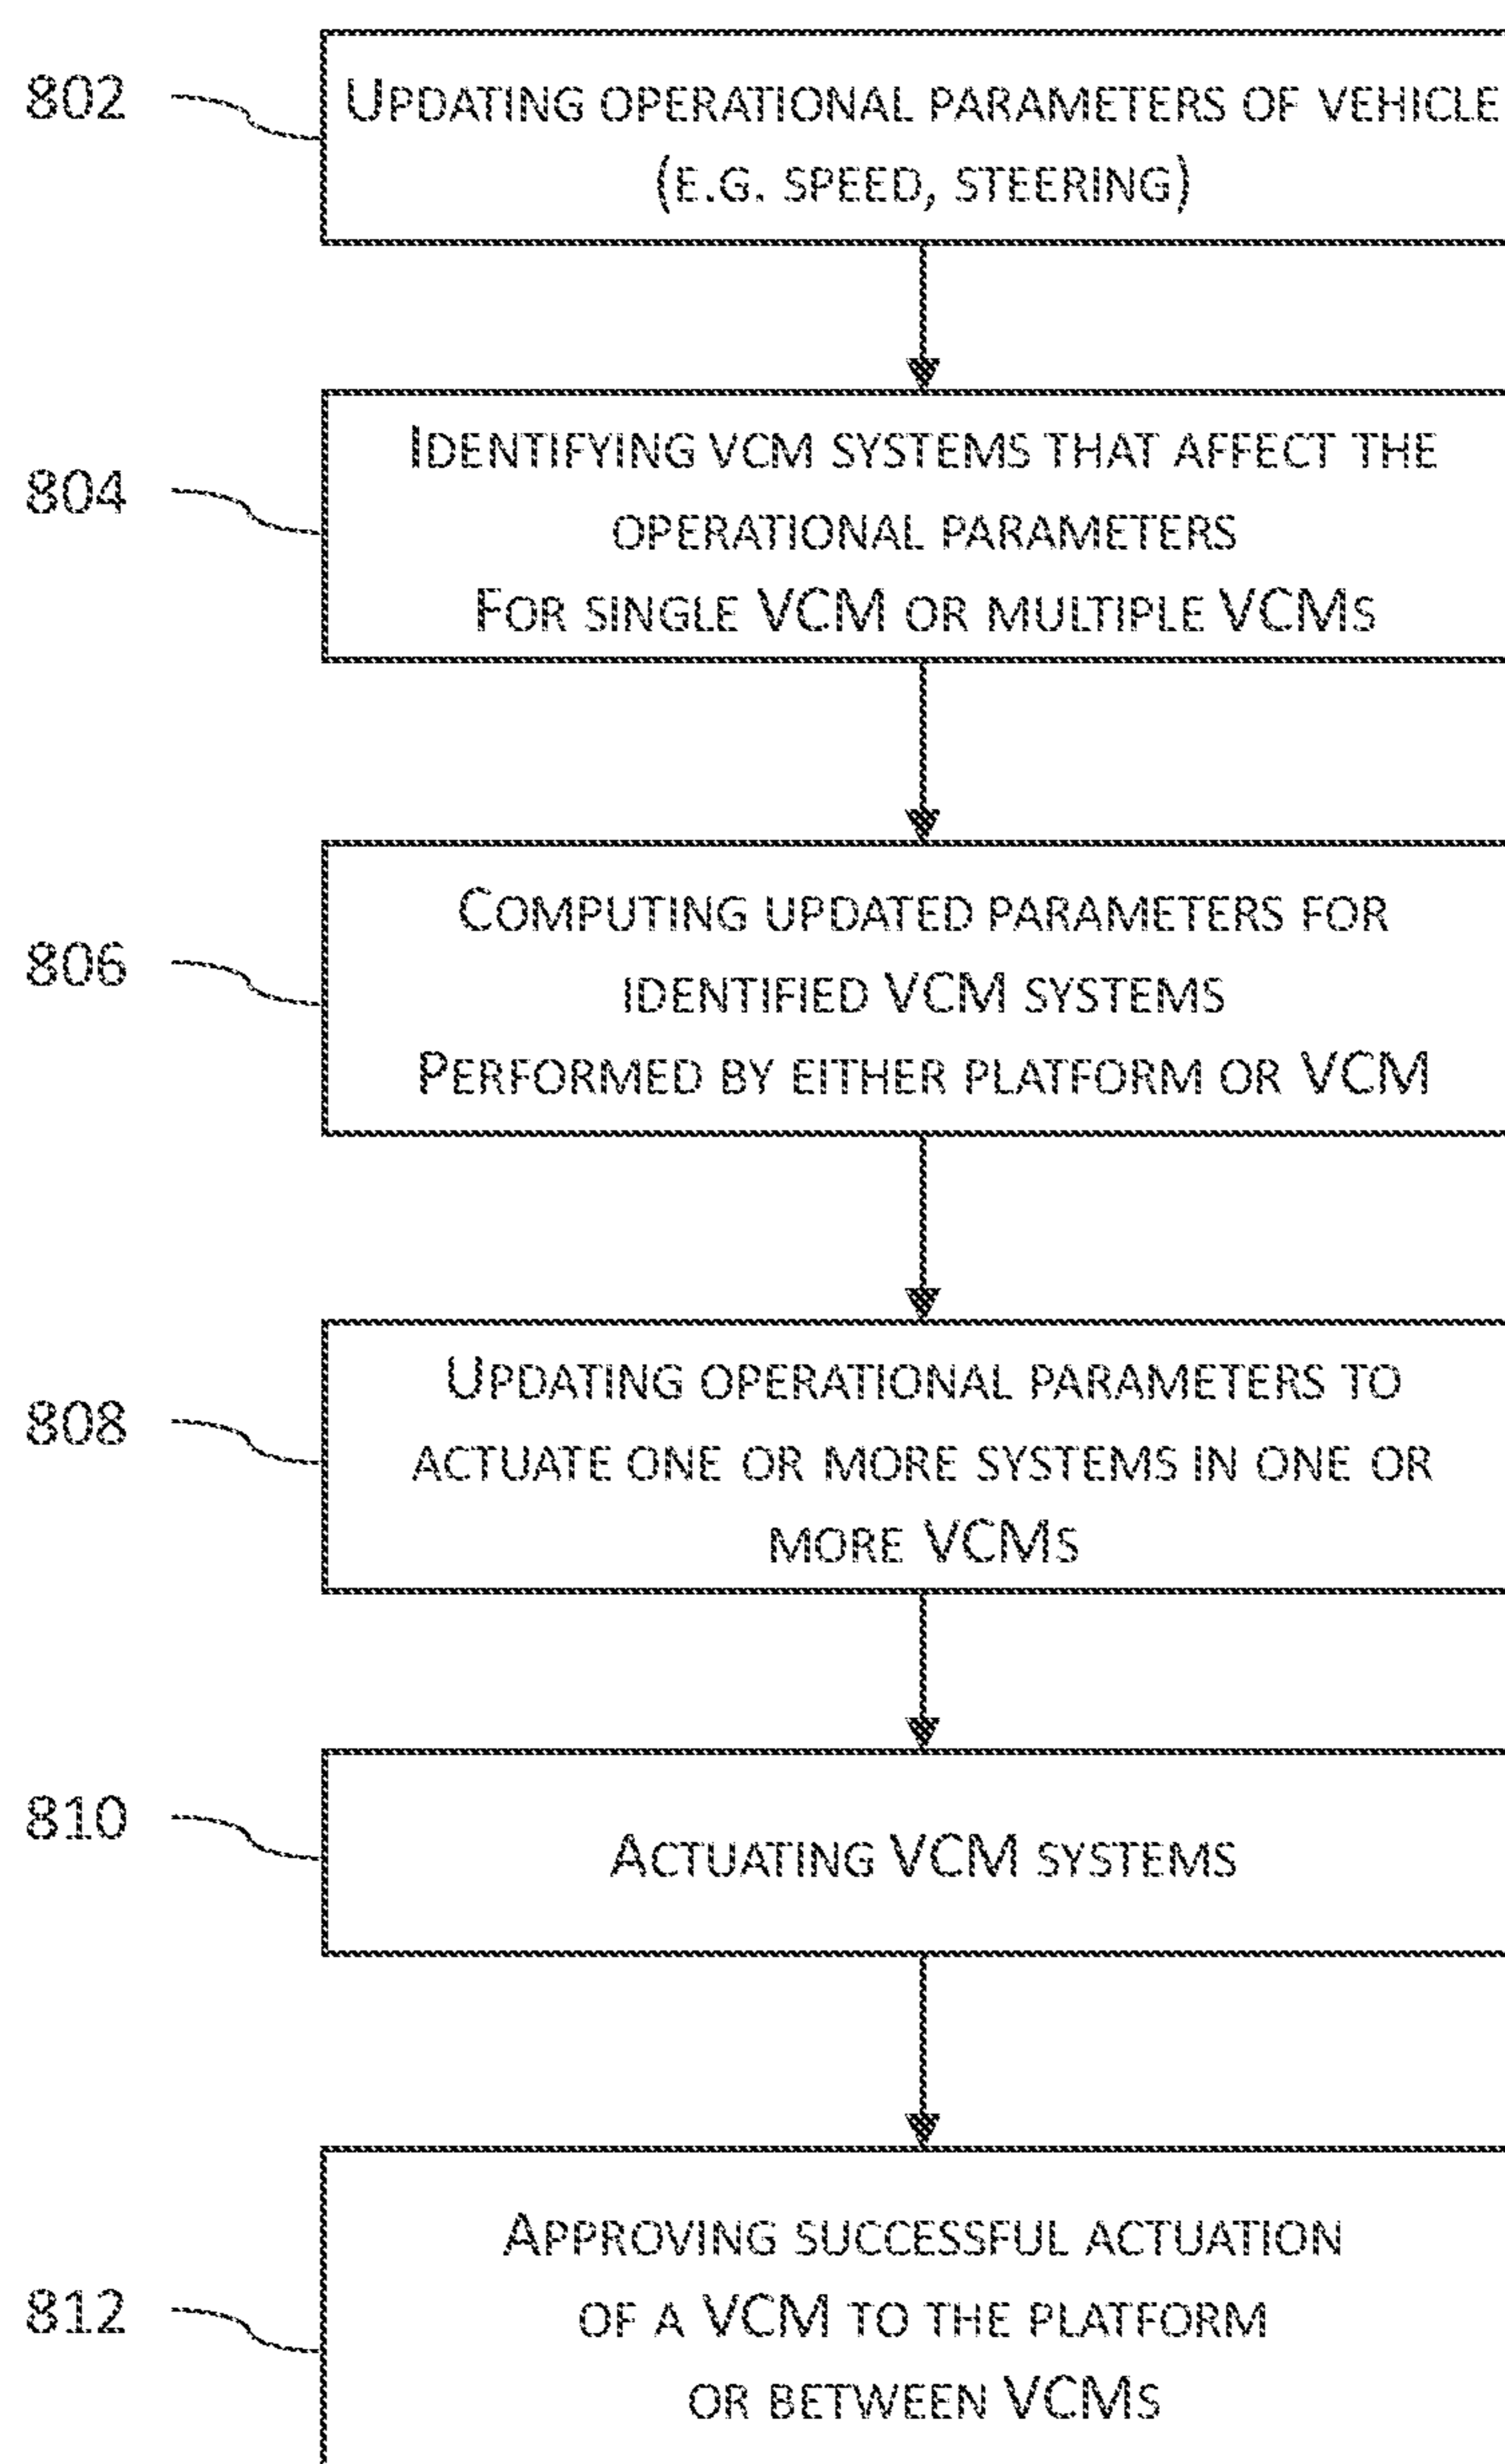 802
UPDATING OPERATIONAL PARAMETERS OF VEHICLE
(E.G. SPEED, STEERING)
804
IDENTIFYING VCM SYSTEMS THAT AFFECT THE
OPERATIONAL PARAMETERS
FOR SINGLE VCM OR MULTIPLE VCMS
806
COMPUTING UPDATED PARAMETERS FOR
IDENTIFIED VCM SYSTEMS
PERFORMED BY EITHER PLATFORM OR VCM
808
UPDATING OPERATIONAL PARAMETERS TO
ACTUATE ONE OR MORE SYSTEMS IN ONE OR
MORE VCMS
810
ACTUATING VCM SYSTEMS
812
APPROVING SUCCESSFUL ACTUATION
OF A VCM TO THE PLATFORM
OR BETWEEN VCMS